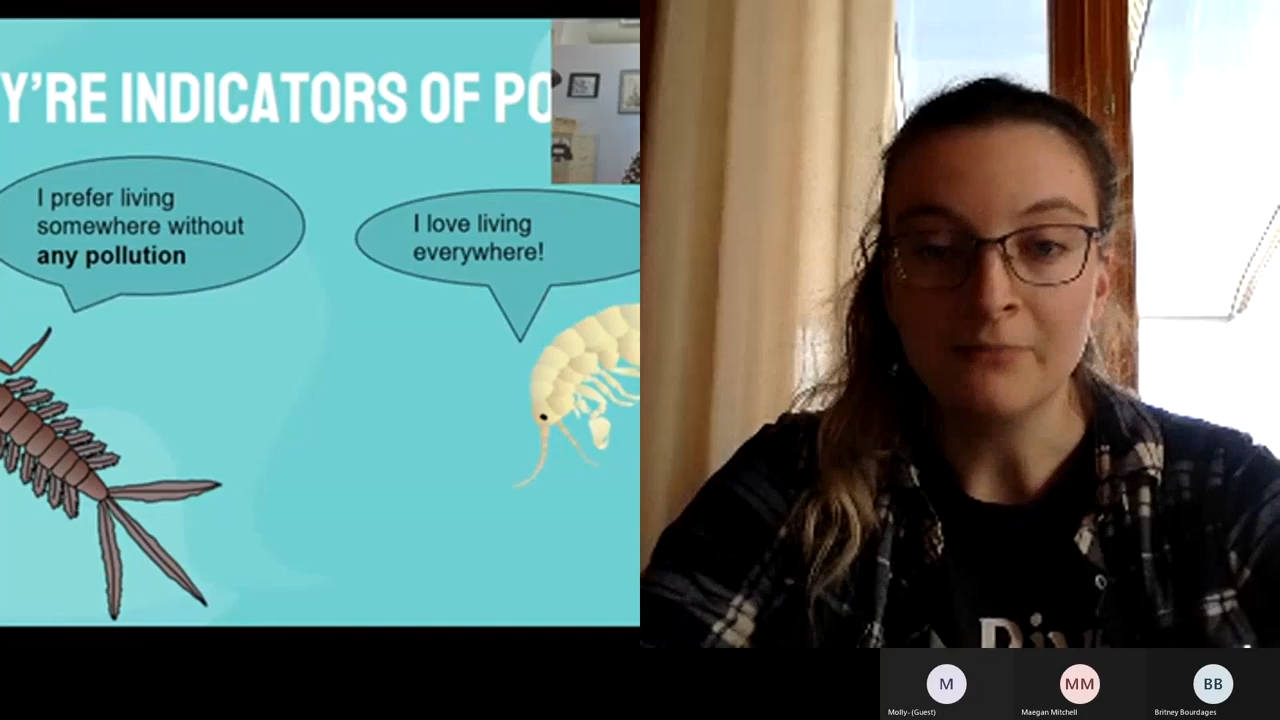 Y'RE INDICATORS OF PO
I prefer living
somewhere without
any pollution
I love living
everywhere!
M
MM
BB
Molly- (Guest)
Maegan Mitchell
Britney Bourdages